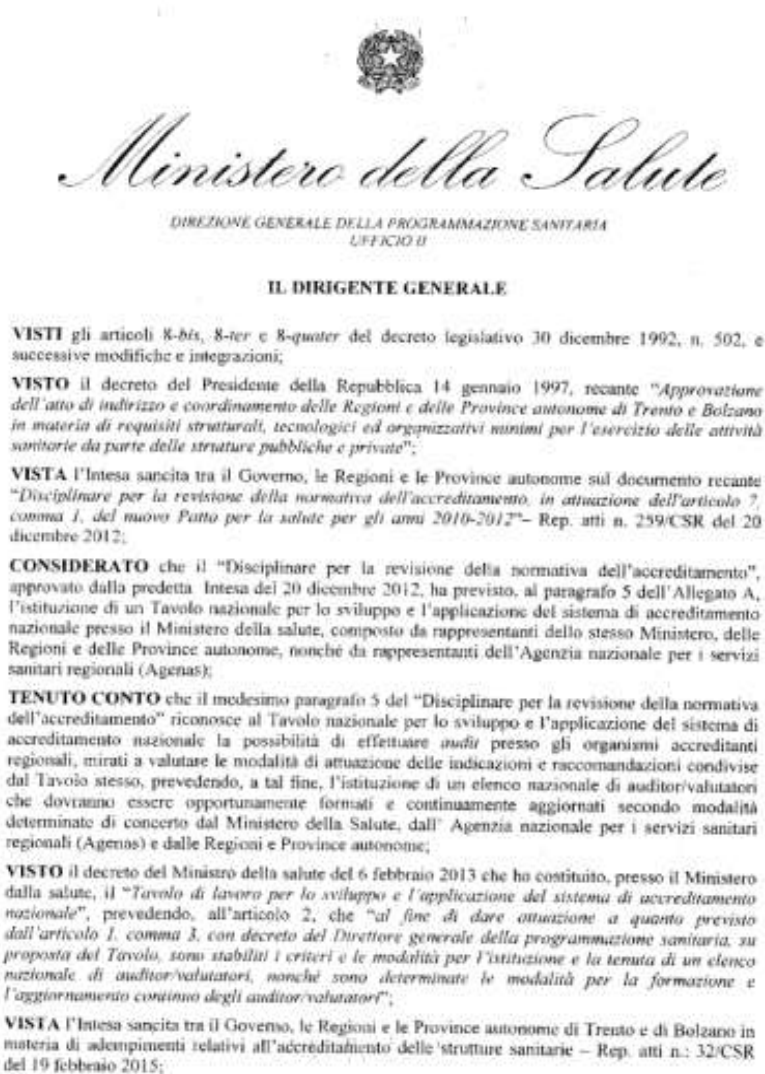 Ministero della Salute
DIREZIONE GENERALE DELLA PROGRAMMAZIONE SANITARIA
UFFICIO II
IL DIRIGENTE GENERALE
VISTI gli articoli 8-bis, 8-ter e 8-quater del decreto legislativo 30 dicembre 1992, n. 502, e
successive modifiche e integrazioni;
VISTO il decreto del Presidente della Repubblica 14 gennaio 1997, recante "Approvazione
dell'atto di indirizzo e coordinamento delle Regioni e delle Province autonome di Trento e Bolzano
in materia di requisiti strutturali, tecnologici ed organizzativi minimi per l'esercizio delle attività
sanitarie da parte delle strutture pubbliche e private";
VISTA l'Intesa sancita tra il Governo, le Regioni e le Province autonome sul documento recante
"Disciplinare per la revisione della normativa dell'accreditamento, in attuazione dell'articolo 7,
comma 1, del nuovo Patto per la salute per gli anni 2010-2012"– Rep. atti n. 259/CSR del 20
dicembre 2012;
CONSIDERATO che il "Disciplinare per la revisione della normativa dell'accreditamento",
approvato dalla predetta Intesa del 20 dicembre 2012, ha previsto, al paragrafo 5 dell'Allegato A,
l'istituzione di un Tavolo nazionale per lo sviluppo e l'applicazione del sistema di accreditamento
nazionale presso il Ministero della salute, composto da rappresentanti dello stesso Ministero, delle
Regioni e delle Province autonome, nonché da rappresentanti dell'Agenzia nazionale per i servizi
sanitari regionali (Agenas);
TENUTO CONTO che il medesimo paragrafo 5 del "Disciplinare per la revisione della normativa
dell'accreditamento" riconosce al Tavolo nazionale per lo sviluppo e l'applicazione del sistema di
accreditamento nazionale la possibilità di effettuare audit presso gli organismi accreditanti
regionali, mirati a valutare le modalità di attuazione delle indicazioni e raccomandazioni condivise
dal Tavolo stesso, prevedendo, a tal fine, l'istituzione di un elenco nazionale di auditor/valutatori
che dovranno essere opportunamente formati e continuamente aggiornati secondo modalità
determinate di concerto dal Ministero della Salute, dall' Agenzia nazionale per i servizi sanitari
regionali (Agenas) e dalle Regioni e Province autonome;
VISTO il decreto del Ministro della salute del 6 febbraio 2013 che ha costituito, presso il Ministero
dalla salute, il "Tavolo di lavoro per lo sviluppo e l'applicazione del sistema di accreditamento
nazionale", prevedendo, all'articolo 2, che "al fine di dare attuazione a quanto previsto
dall'articolo 1, comma 3, con decreto del Direttore generale della programmazione sanitaria, su
proposta del Tavolo, sono stabiliti i criteri e le modalità per l'istituzione e la tenuta di un elenco
nazionale di auditor/valutatori, nonché sono determinate le modalità per la formazione e
l'aggiornamento continuo degli auditor/valutatori";
VISTA l'Intesa sancita tra il Governo, le Regioni e le Province autonome di Trento e di Bolzano in
materia di adempimenti relativi all'accreditamento delle strutture sanitarie – Rep. atti n.: 32/CSR
del 19 febbraio 2015;